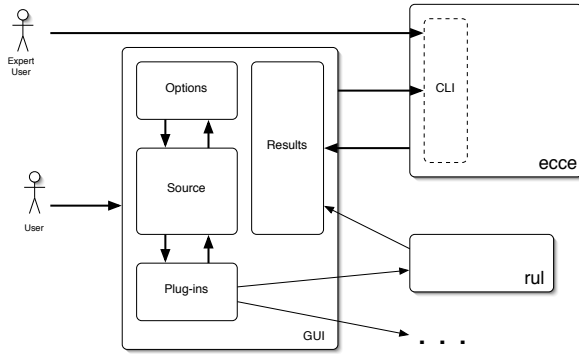 Expert
User
Options
CLI
Results
ecce
Source
User
Plug-ins
rul
GUI
. . .